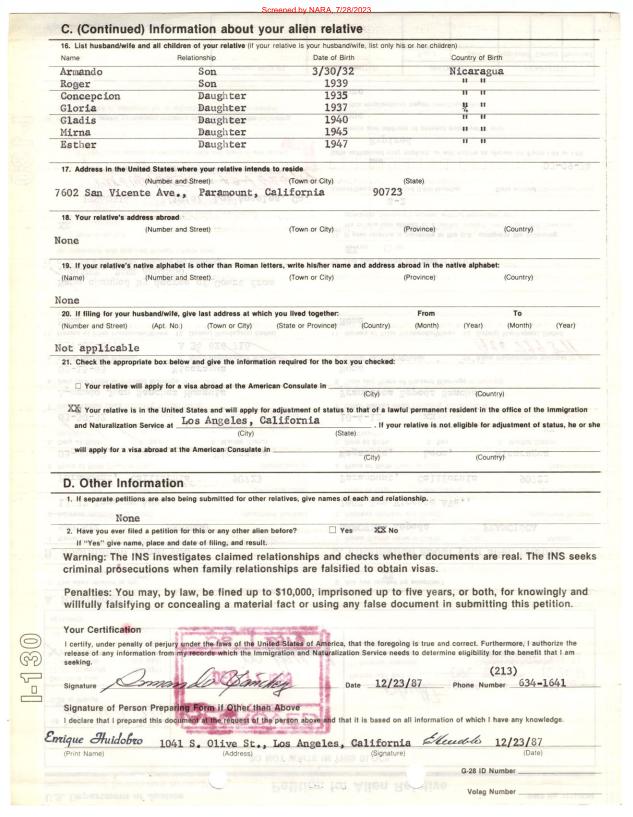 Screened by NARA, 7/28/2023
C. (Continued) Information about your alien relative
16. List husband/wife and all children of your relative (if your relative is your husband/wife, list only his or her children)
Name Relationship Date of Birth Country of Birth
Armando Son 3/30/32 Nicaragua
Roger Son 1939 " "
Concepcion Daughter 1935 " "
Gloria Daughter 1937 " "
Gladis Daughter 1940 " "
Mirna Daughter 1945 " "
Esther Daughter 1947 " "
17. Address in the United States where your relative intends to reside
(Number and Street) (Town or City) (State)
7602 San Vicente Ave., Paramount, California 90723
18. Your relative's address abroad
(Number and Street) (Town or City) (Province) (Country)
None
19. If your relative's native alphabet is other than Roman letters, write his/her name and address abroad in the native alphabet:
(Name) (Number and Street) (Town or City) (Province) (Country)
None
20. If filing for your husband/wife, give last address at which you lived together: From To
(Number and Street) (Apt. No.) (Town or City) (State or Province) (Country) (Month) (Year) (Month) (Year)
Not applicable
21. Check the appropriate box below and give the information required for the box you checked:
Your relative will apply for a visa abroad at the American Consulate in
(City) (Country)
XX Your relative is in the United States and will apply for adjustment of status to that of a lawful permanent resident in the office of the Immigration
and Naturalization Service at Los Angeles, California . If your relative is not eligible for adjustment of status, he or she
(City) (State)
will apply for a visa abroad at the American Consulate in
(City) (Country)
D. Other Information
1. If separate petitions are also being submitted for other relatives, give names of each and relationship.
None
2. Have you ever filed a petition for this or any other alien before? Yes XX No
If "Yes" give name, place and date of filing, and result.
Warning: The INS investigates claimed relationships and checks whether documents are real. The INS seeks
criminal prosecutions when family relationships are falsified to obtain visas.
Penalties: You may, by law, be fined up to $10,000, imprisoned up to five years, or both, for knowingly and
willfully falsifying or concealing a material fact or using any false document in submitting this petition.
Your Certification
I certify, under penalty of perjury under the laws of the United States of America, that the foregoing is true and correct. Furthermore, I authorize the
release of any information from my records which the Immigration and Naturalization Service needs to determine eligibility for the benefit that I am
seeking.
(213)
Signature Armando Sanchez Date 12/23/87 Phone Number 634-1641
Signature of Person Preparing Form if Other than Above
I declare that I prepared this document at the request of the person above and that it is based on all information of which I have any knowledge.
Enrique Huidobro 1041 S. Olive St., Los Angeles, California 12/23/87
(Print Name) (Address) (Signature) (Date)
G-28 ID Number
Volag Number
I-130